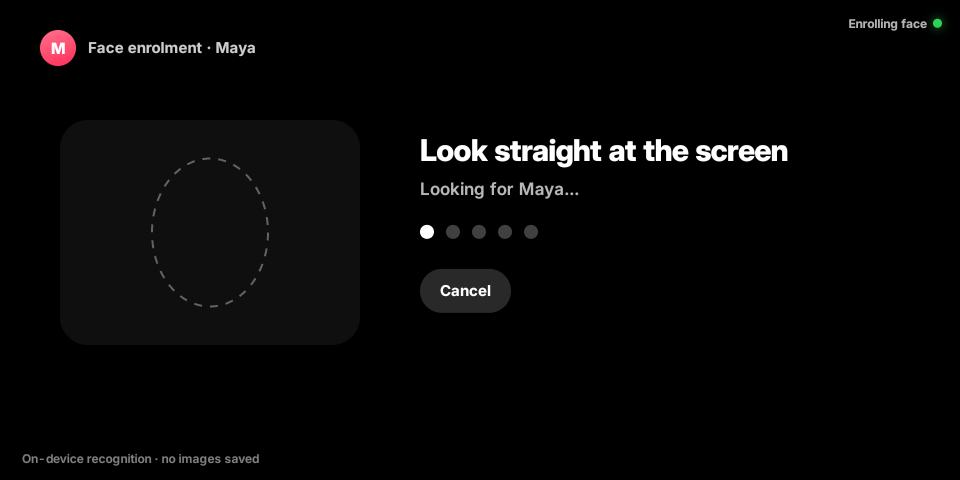 Enrolling face
M
Face enrolment · Maya
Look straight at the screen
Looking for Maya...
Cancel
On-device recognition · no images saved